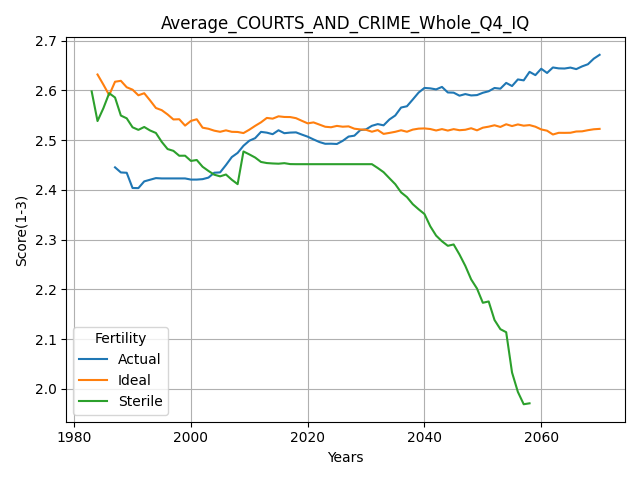 Average_COURTS_AND_CRIME_Whole_Q4_IQ
2.7
2.6
2.5
2.4
2.3
2.2
2.1
2.0
Score(1-3)
Fertility
Actual
Ideal
Sterile
1980 2000 2020 2040 2060
Years